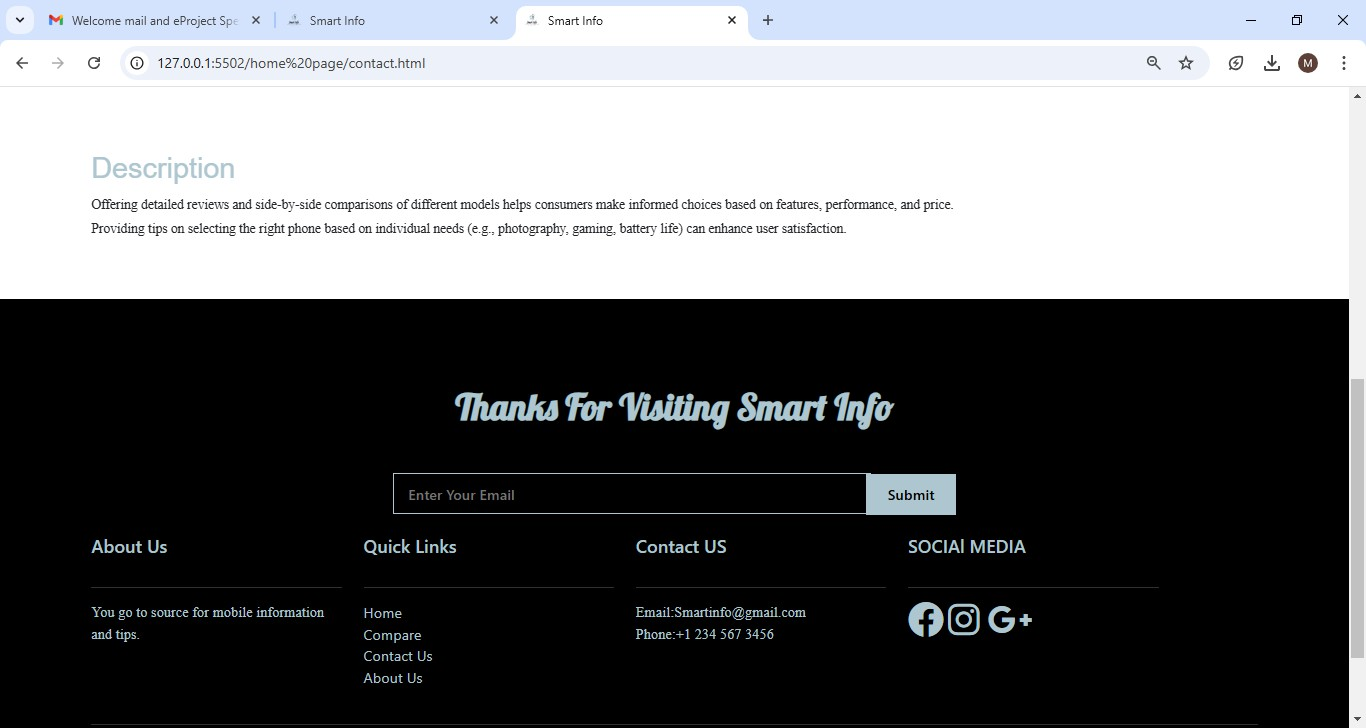 Welcome mail and eProject Spe
Smart Info
Smart Info
127.0.0.1:5502/home%20page/contact.html
M
Description
Offering detailed reviews and side-by-side comparisons of different models helps consumers make informed choices based on features, performance, and price.
Providing tips on selecting the right phone based on individual needs (e.g., photography, gaming, battery life) can enhance user satisfaction.
Thanks For Visiting Smart Info
Enter Your Email
Submit
About Us
Quick Links
Contact US
SOCIAl MEDIA
You go to source for mobile information
and tips.
Home
Compare
Contact Us
About Us
Email:Smartinfo@gmail.com
Phone:+1 234 567 3456
G+